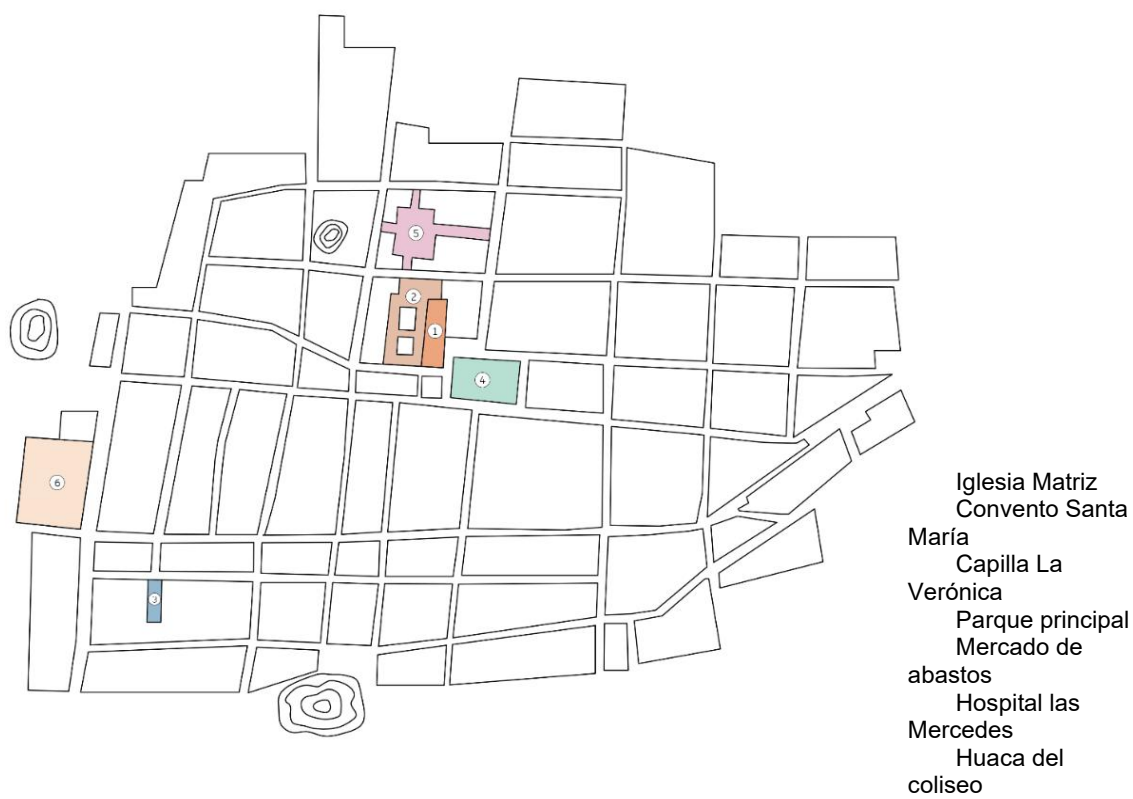 5
2
1
4
6
3
Iglesia Matriz
Convento Santa
María
Capilla La
Verónica
Parque principal
Mercado de
abastos
Hospital las
Mercedes
Huaca del
coliseo